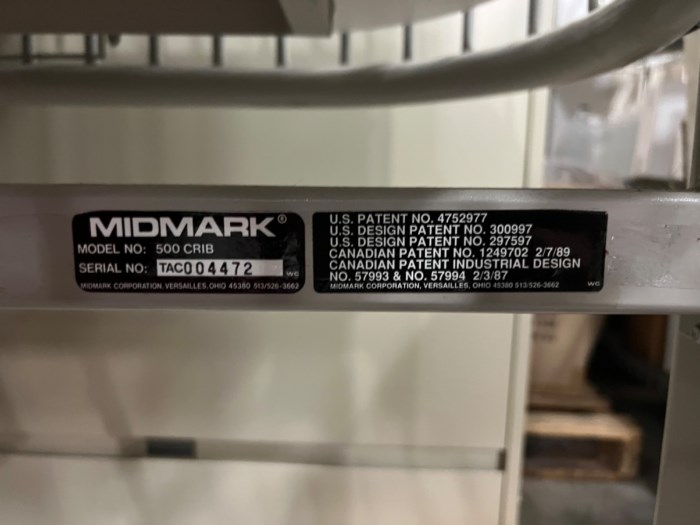 MIDMARK®
MODEL NO: 500 CRIB
SERIAL NO: TAC004472
WC
MIDMARK CORPORATION, VERSAILLES, OHIO 45380 513/526-3662
U.S. PATENT NO. 4752977
U.S. DESIGN PATENT NO. 300997
U.S. DESIGN PATENT NO. 297597
CANADIAN PATENT NO. 1249702 2/7/89
CANADIAN PATENT INDUSTRIAL DESIGN
NO. 57993 & NO. 57994 2/3/87
MIDMARK CORPORATION, VERSAILLES, OHIO 45380 513/526-3662
WC